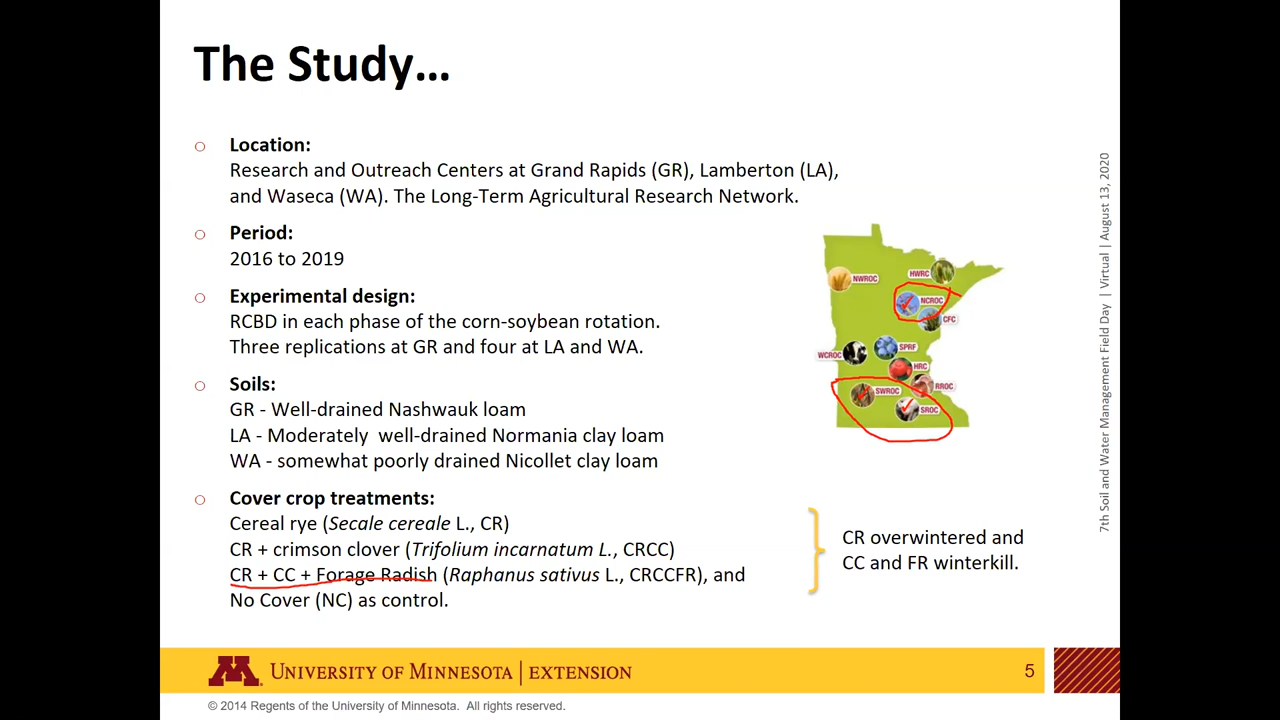 The Study…
Location:
Research and Outreach Centers at Grand Rapids (GR), Lamberton (LA),
and Waseca (WA). The Long-Term Agricultural Research Network.
Period:
2016 to 2019
Experimental design:
RCBD in each phase of the corn-soybean rotation.
Three replications at GR and four at LA and WA.
Soils:
GR - Well-drained Nashwauk loam
LA - Moderately well-drained Normania clay loam
WA - somewhat poorly drained Nicollet clay loam
Cover crop treatments:
Cereal rye (Secale cereale L., CR)
CR + crimson clover (Trifolium incarnatum L., CRCC)
CR + CC + Forage Radish (Raphanus sativus L., CRCCFR), and
No Cover (NC) as control.
NWROC
HWRC
NCROC
CFC
WCROC
SPRF
HRC
SWROC
RROC
SROC
CR overwintered and
CC and FR winterkill.
7th Soil and Water Management Field Day | Virtual | August 13, 2020
M
UNIVERSITY OF MINNESOTA | EXTENSION
5
© 2014 Regents of the University of Minnesota. All rights reserved.